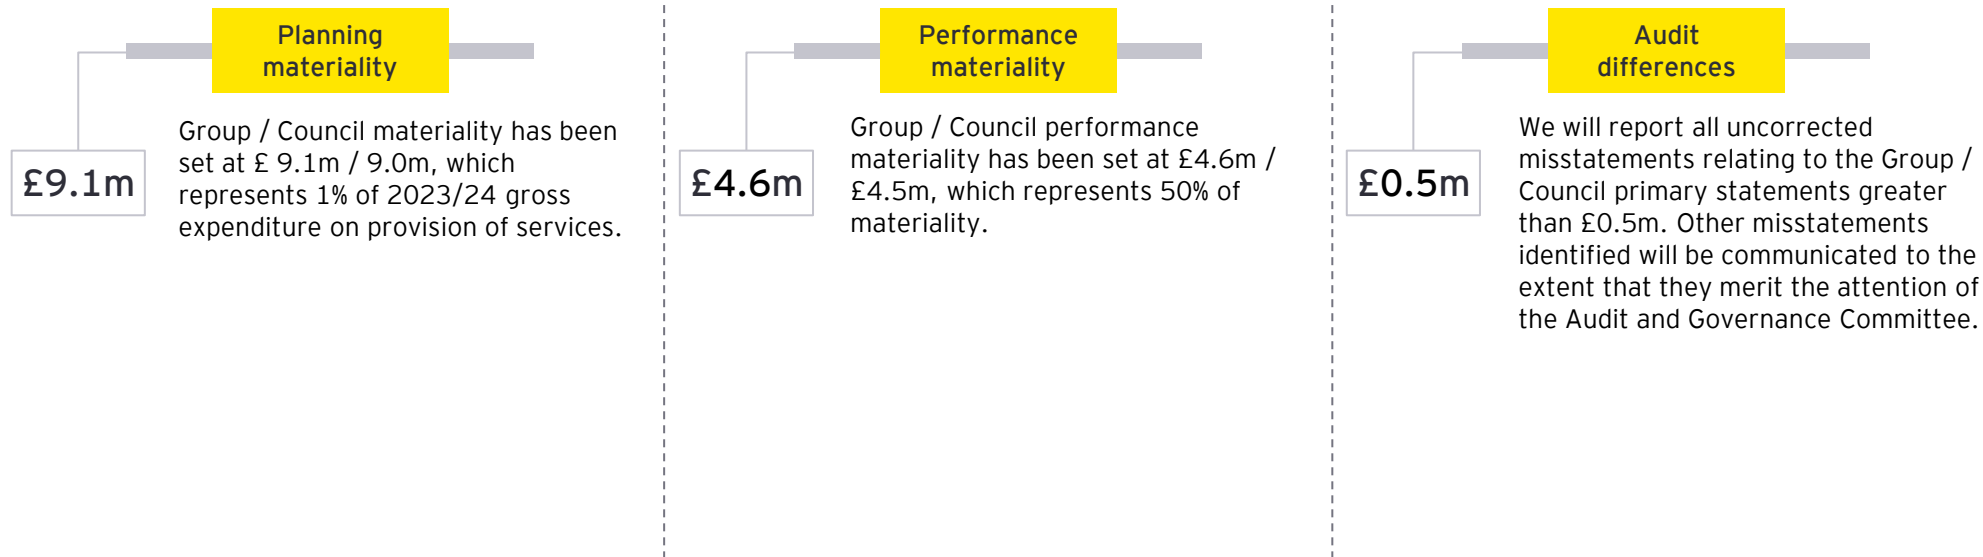 Planning
materiality
£9.1m
Group / Council materiality has been
set at £ 9.1m / 9.0m, which
represents 1% of 2023/24 gross
expenditure on provision of services.
Performance
materiality
£4.6m
Group / Council performance
materiality has been set at £4.6m /
£4.5m, which represents 50% of
materiality.
Audit
differences
£0.5m
We will report all uncorrected
misstatements relating to the Group /
Council primary statements greater
than £0.5m. Other misstatements
identified will be communicated to the
extent that they merit the attention of
the Audit and Governance Committee.